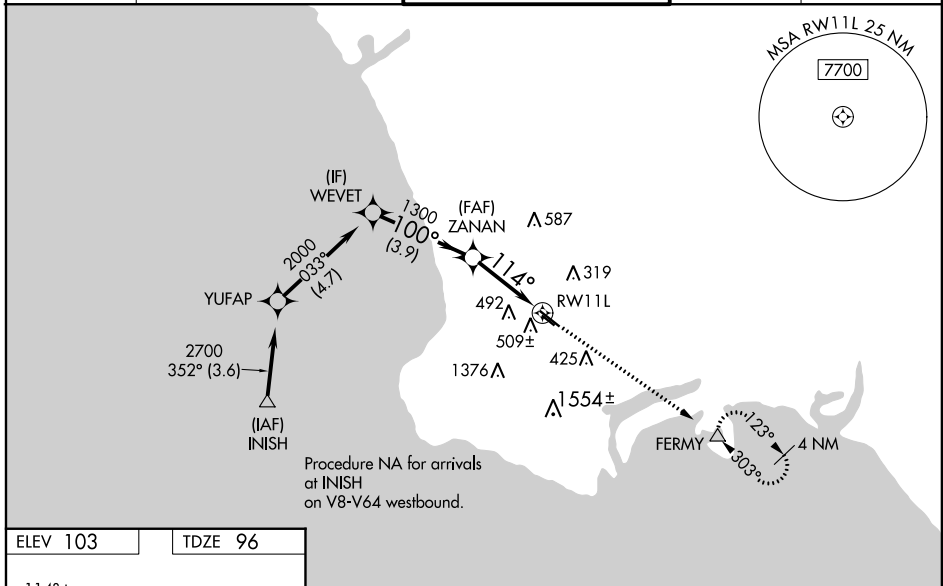 MSA RW11L 25 NM
7700
(IF)
WEVET
1300
100°
(3.9)
(FAF)
ZANAN
587
2000
033°
(4.7)
114°
319
YUFAP
492
RW11L
509±
2700
352° (3.6)
1376
425
1554±
(IAF)
INISH
FERMY
123°
4 NM
303°
Procedure NA for arrivals
at INISH
on V8-V64 westbound.
ELEV 103
TDZE 96